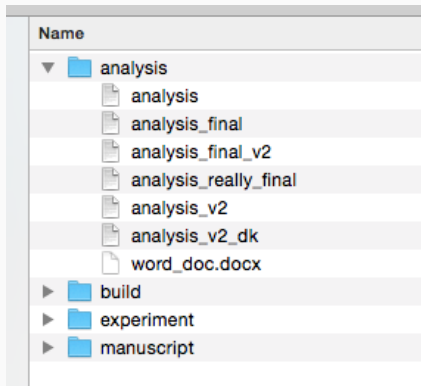 Name
analysis
analysis
analysis_final
analysis_final_v2
analysis_really_final
analysis_v2
analysis_v2_dk
word_doc.docx
build
experiment
manuscript